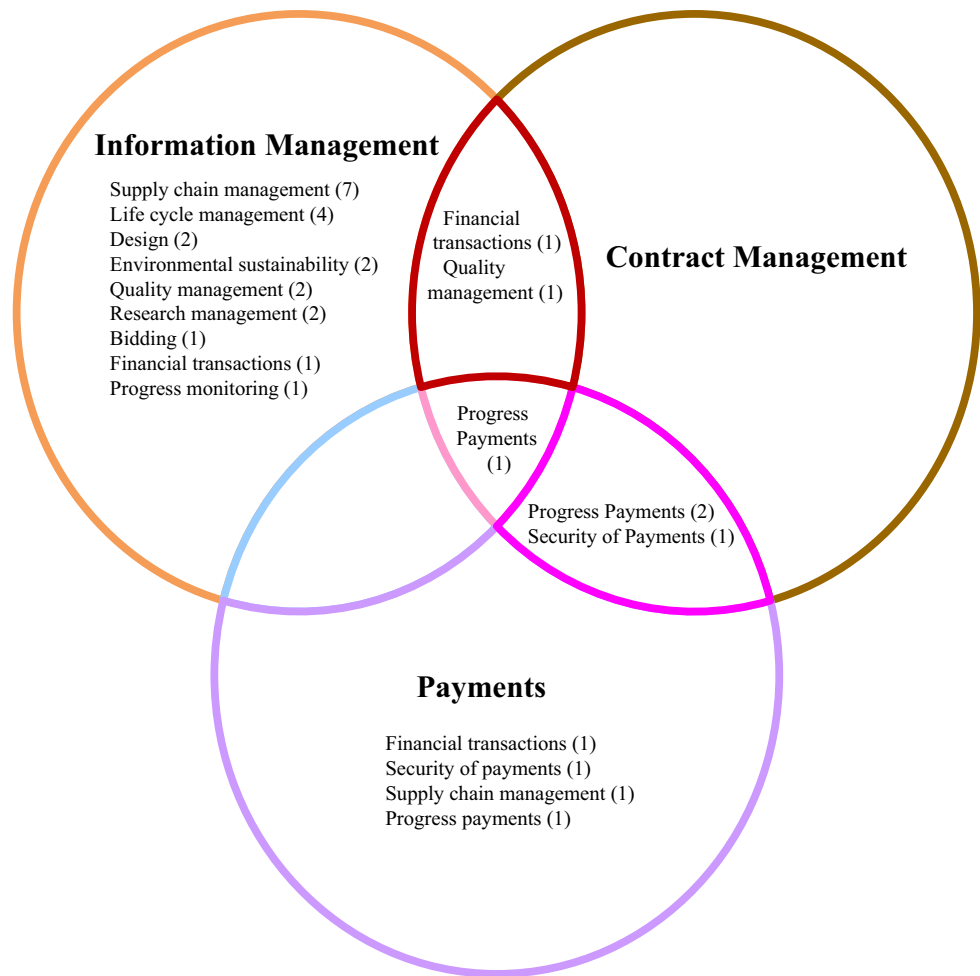 Information Management
Supply chain management (7)
Life cycle management (4)
Design (2)
Environmental sustainability (2)
Quality management (2)
Research management (2)
Bidding (1)
Financial transactions (1)
Progress monitoring (1)
Financial
transactions (1)
Quality
management (1)
Contract Management
Progress
Payments
(1)
Progress Payments (2)
Security of Payments (1)
Payments
Financial transactions (1)
Security of payments (1)
Supply chain management (1)
Progress payments (1)